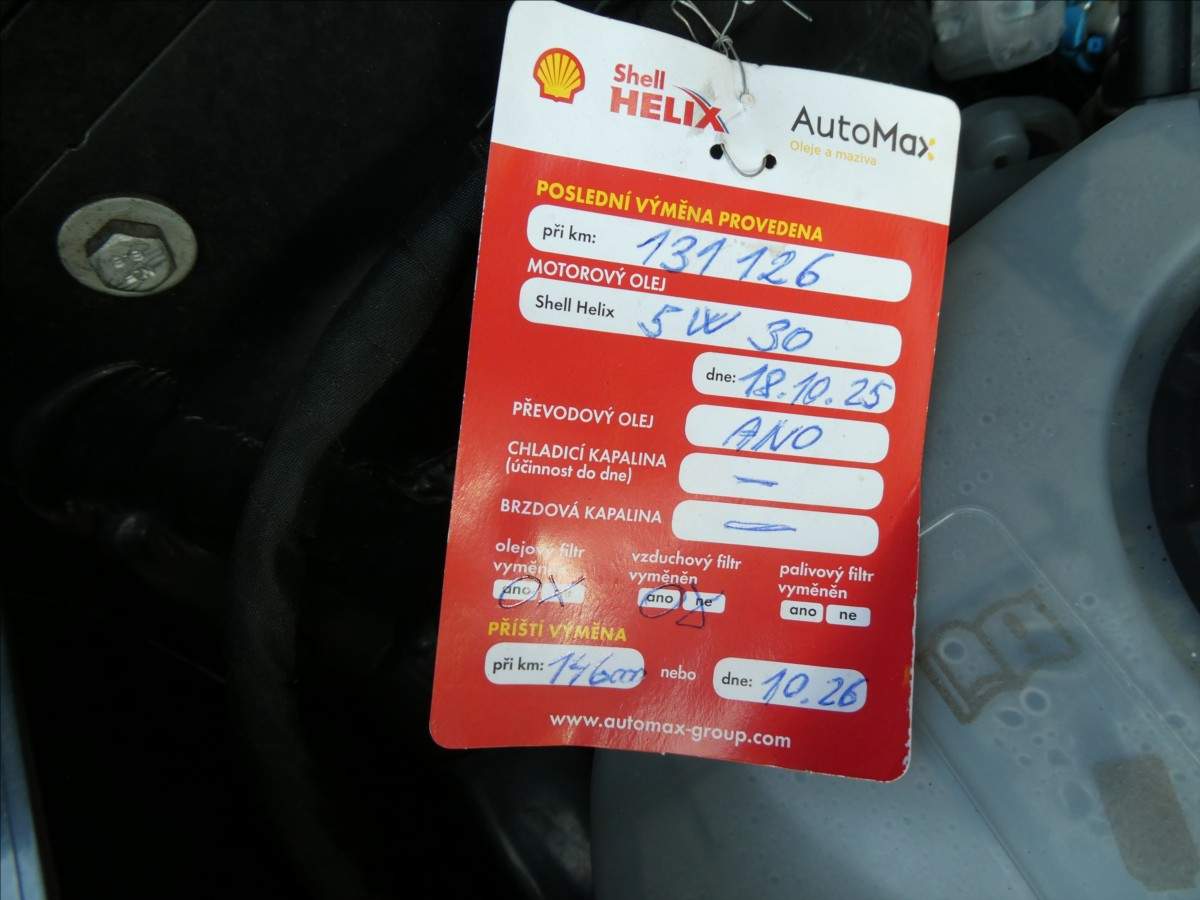 Shell
HELIX
AutoMax
Oleje a maziva
POSLEDNÍ VÝMĚNA PROVEDENA
při km: 131 126
MOTOROVÝ OLEJ
Shell Helix 5W 30
dne: 18.10.25
PŘEVODOVÝ OLEJ ANO
CHLADICÍ KAPALINA —
(účinnost do dne)
BRZDOVÁ KAPALINA —
olejový filtr
vyměněn
ano
vzduchový filtr
vyměněn
ano ne
palivový filtr
vyměněn
ano ne
PŘÍŠTÍ VÝMĚNA
při km: nebo dne: 10.26
www.automax-group.com
8.8